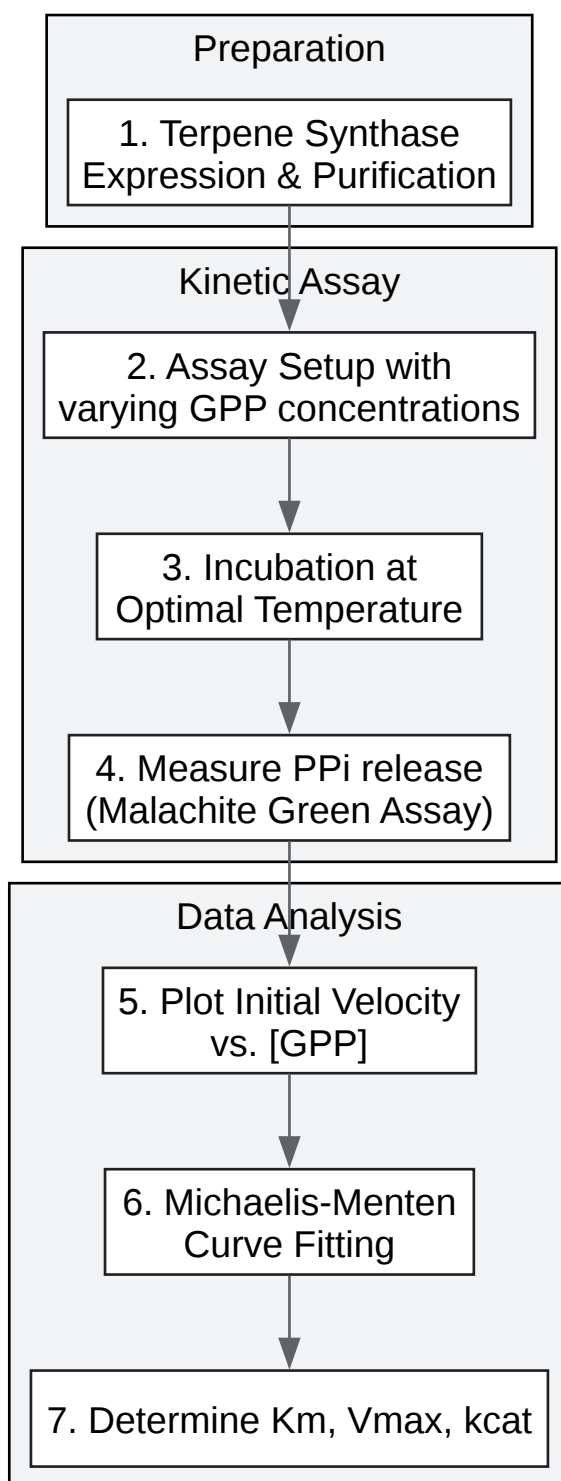 Preparation
1. Terpene Synthase
Expression & Purification
Kinetic Assay
2. Assay Setup with
varying GPP concentrations
3. Incubation at
Optimal Temperature
4. Measure PPi release
(Malachite Green Assay)
Data Analysis
5. Plot Initial Velocity
vs. [GPP]
6. Michaelis-Menten
Curve Fitting
7. Determine Km, Vmax, kcat